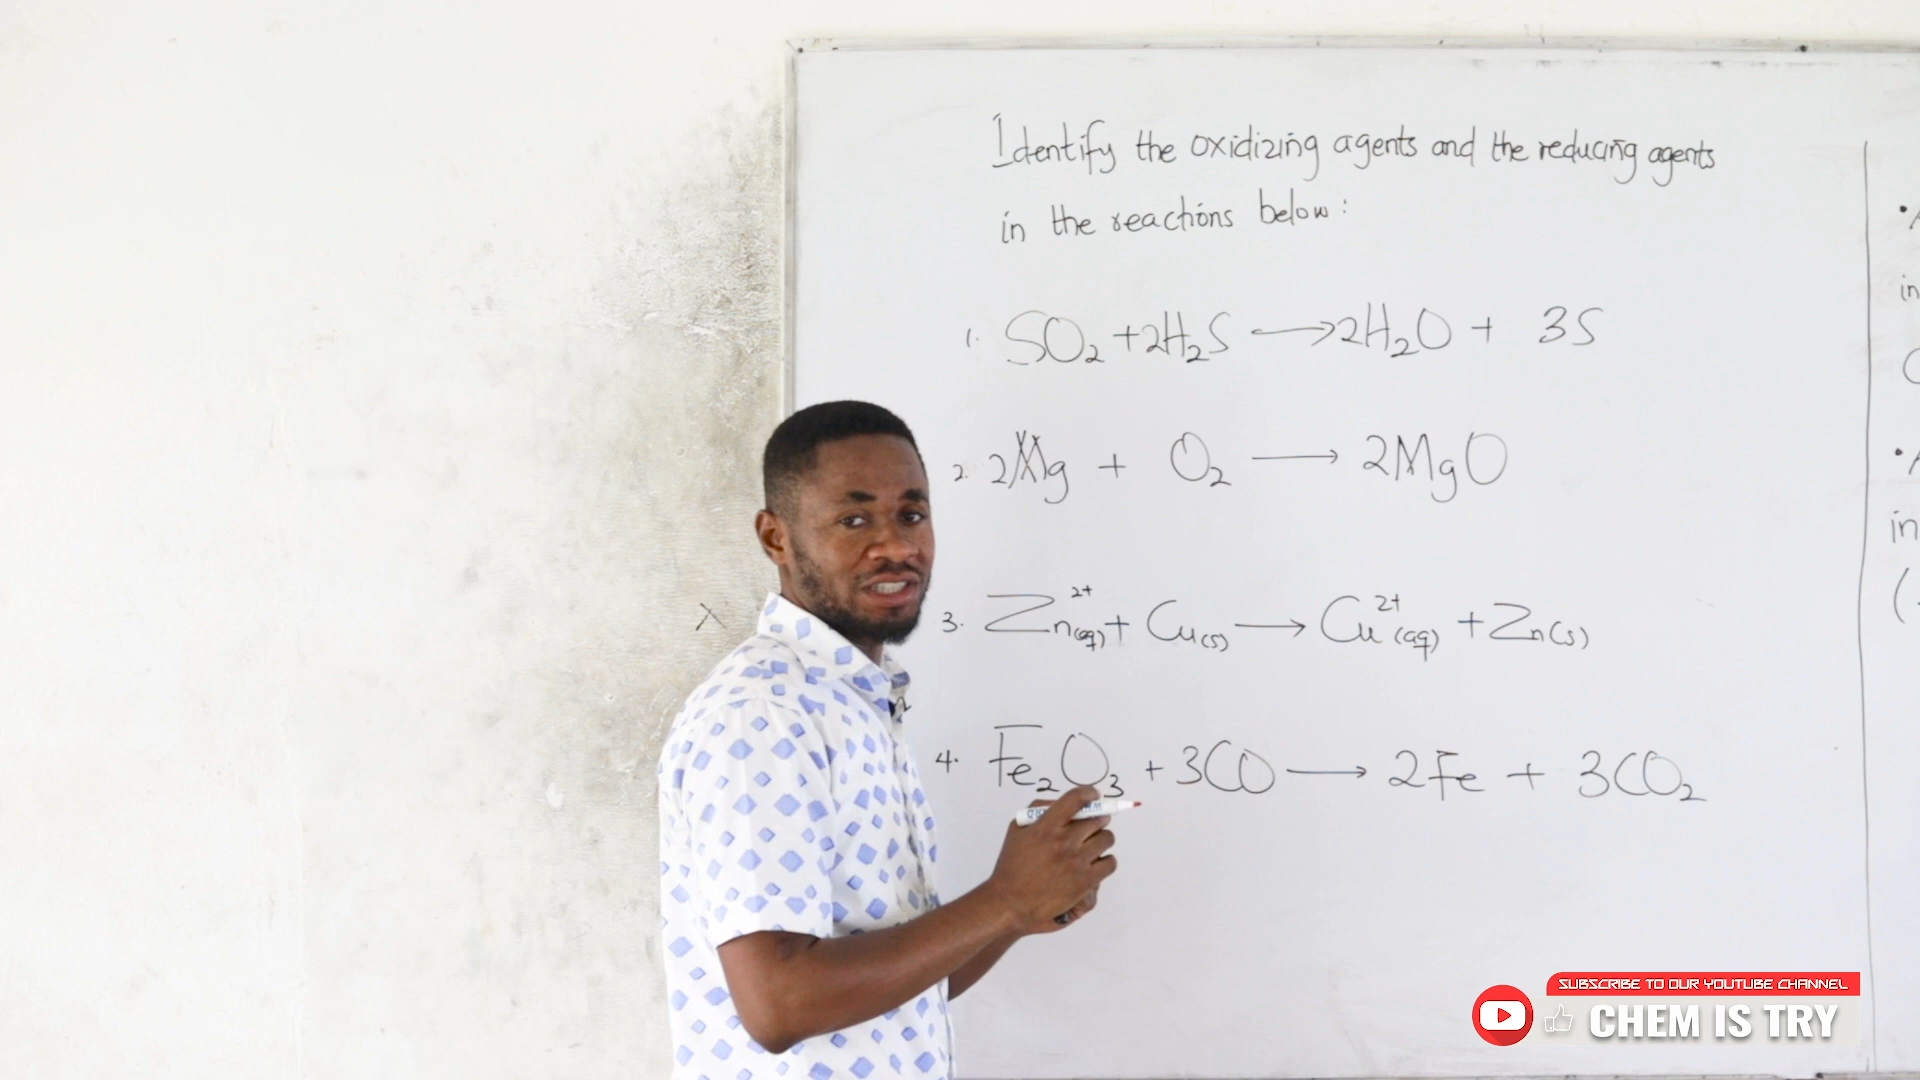 Identify the oxidizing agents and the reducing agents
in the reactions below:
1. SO₂ + 2H₂S ⟶ 2H₂O + 3S
2. 2Mg + O₂ ⟶ 2MgO
3. Zn²⁺(aq) + Cu(s) ⟶ Cu²⁺(aq) + Zn(s)
4. Fe₂O₃ + 3CO ⟶ 2Fe + 3CO₂
in
in
SUBSCRIBE TO OUR YOUTUBE CHANNEL
CHEM IS TRY